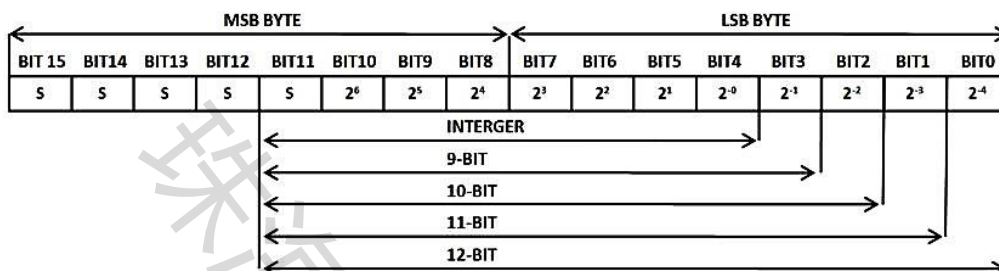 MSB BYTE LSB BYTE
BIT 15 BIT14 BIT13 BIT12 BIT11 BIT10 BIT9 BIT8 BIT7 BIT6 BIT5 BIT4 BIT3 BIT2 BIT1 BIT0
S S S S S 2⁶ 2⁵ 2⁴ 2³ 2² 2¹ 2⁻⁰ 2⁻¹ 2⁻² 2⁻³ 2⁻⁴
INTERGER
9-BIT
10-BIT
11-BIT
12-BIT
珠